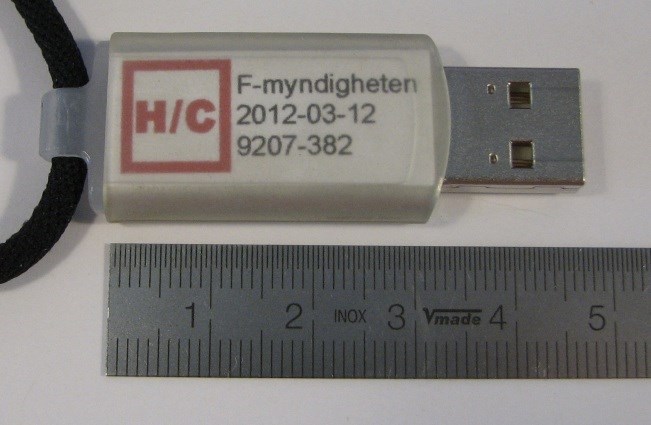 H/C
F-myndigheten
2012-03-12
9207-382
1 2 INOX 3 Vmade 4 5